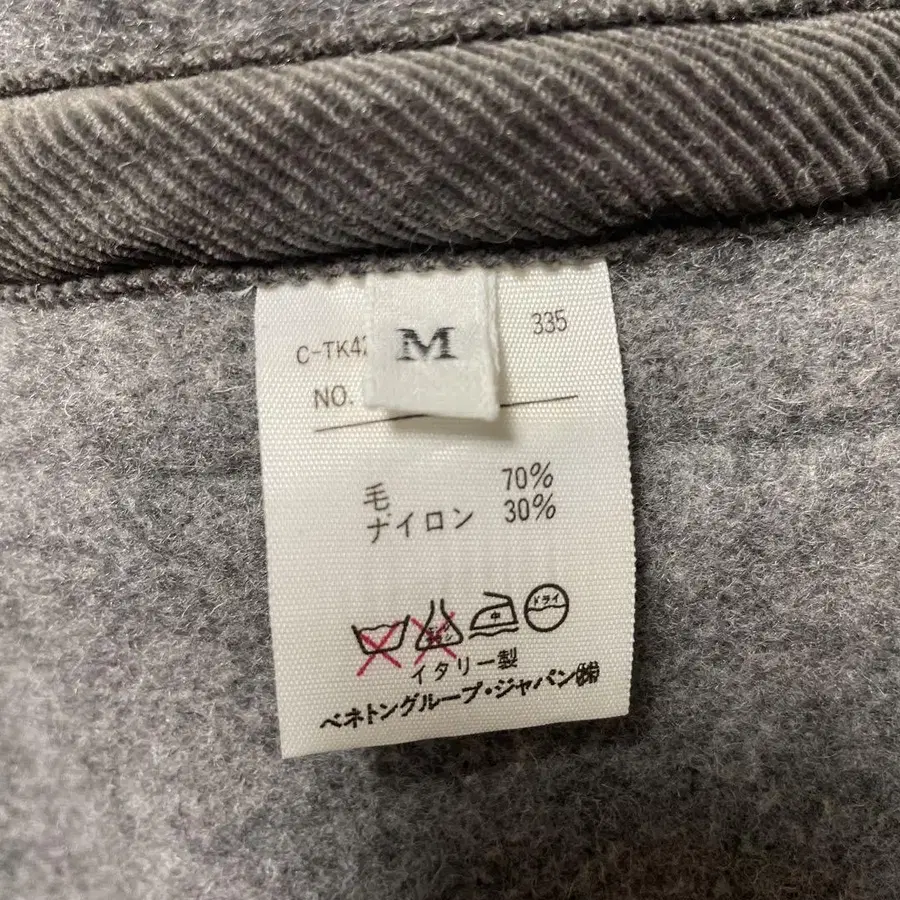 M
C-TK42 335
NO.
毛 70%
ナイロン 30%
中 ドライ
イタリー製
ベネトングループ・ジャパン㈱